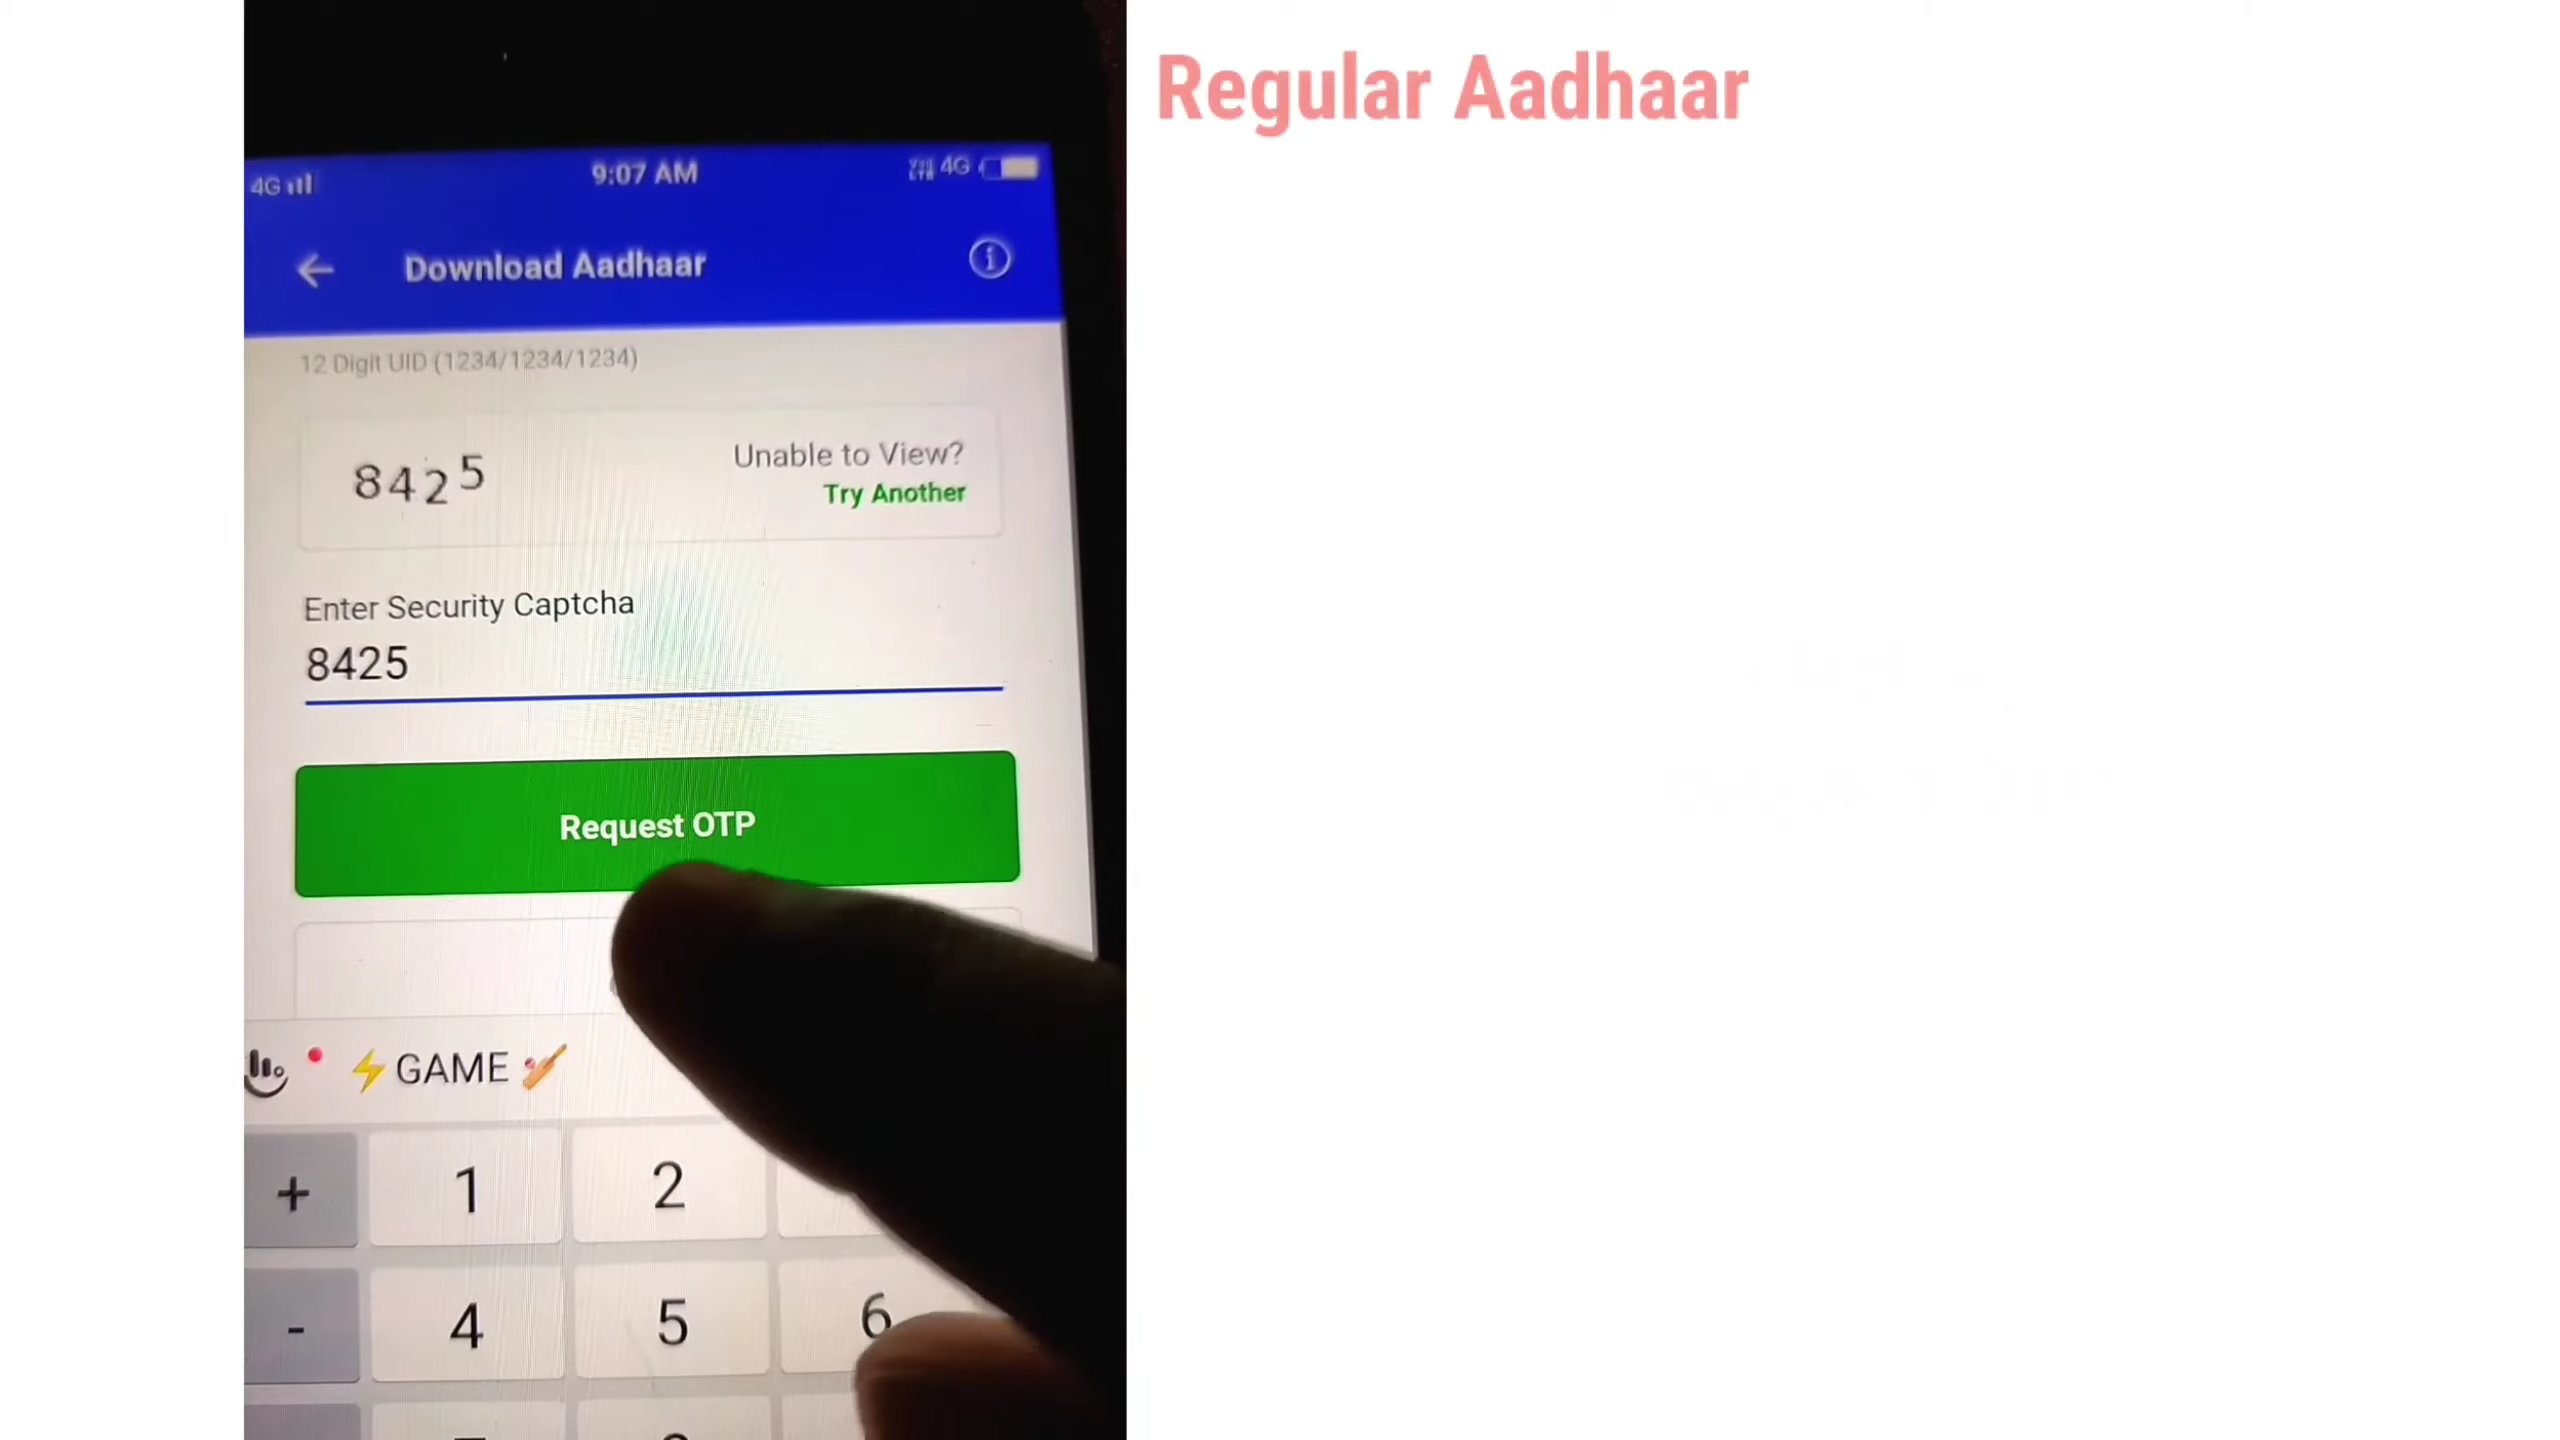 Regular Aadhaar
4G
9:07 AM
4G
Download Aadhaar
12 Digit UID (1234/1234/1234)
8425
Unable to View?
Try Another
Enter Security Captcha
8425
Request OTP
⚡GAME🏏
+ 1 2
- 4 5 6